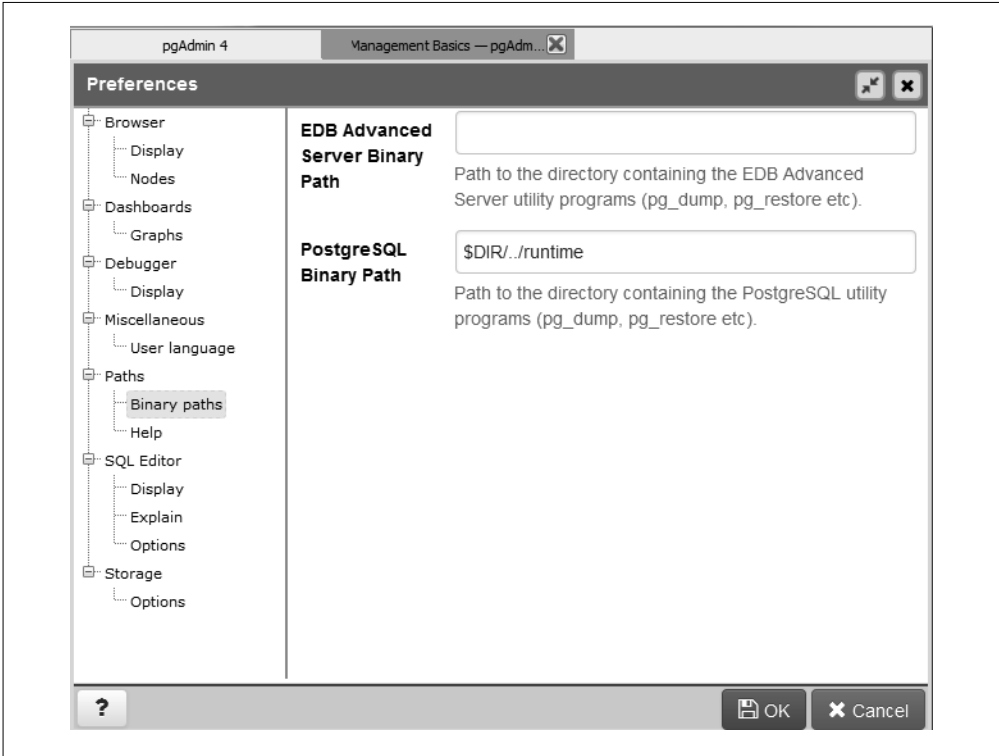 pgAdmin 4
Management Basics — pgAdm...
Preferences
Browser
Display
Nodes
Dashboards
Graphs
Debugger
Display
Miscellaneous
User language
Paths
Binary paths
Help
SQL Editor
Display
Explain
Options
Storage
Options
EDB Advanced
Server Binary
Path
Path to the directory containing the EDB Advanced
Server utility programs (pg_dump, pg_restore etc).
PostgreSQL
Binary Path
$DIR/../runtime
Path to the directory containing the PostgreSQL utility
programs (pg_dump, pg_restore etc).
?
OK
Cancel